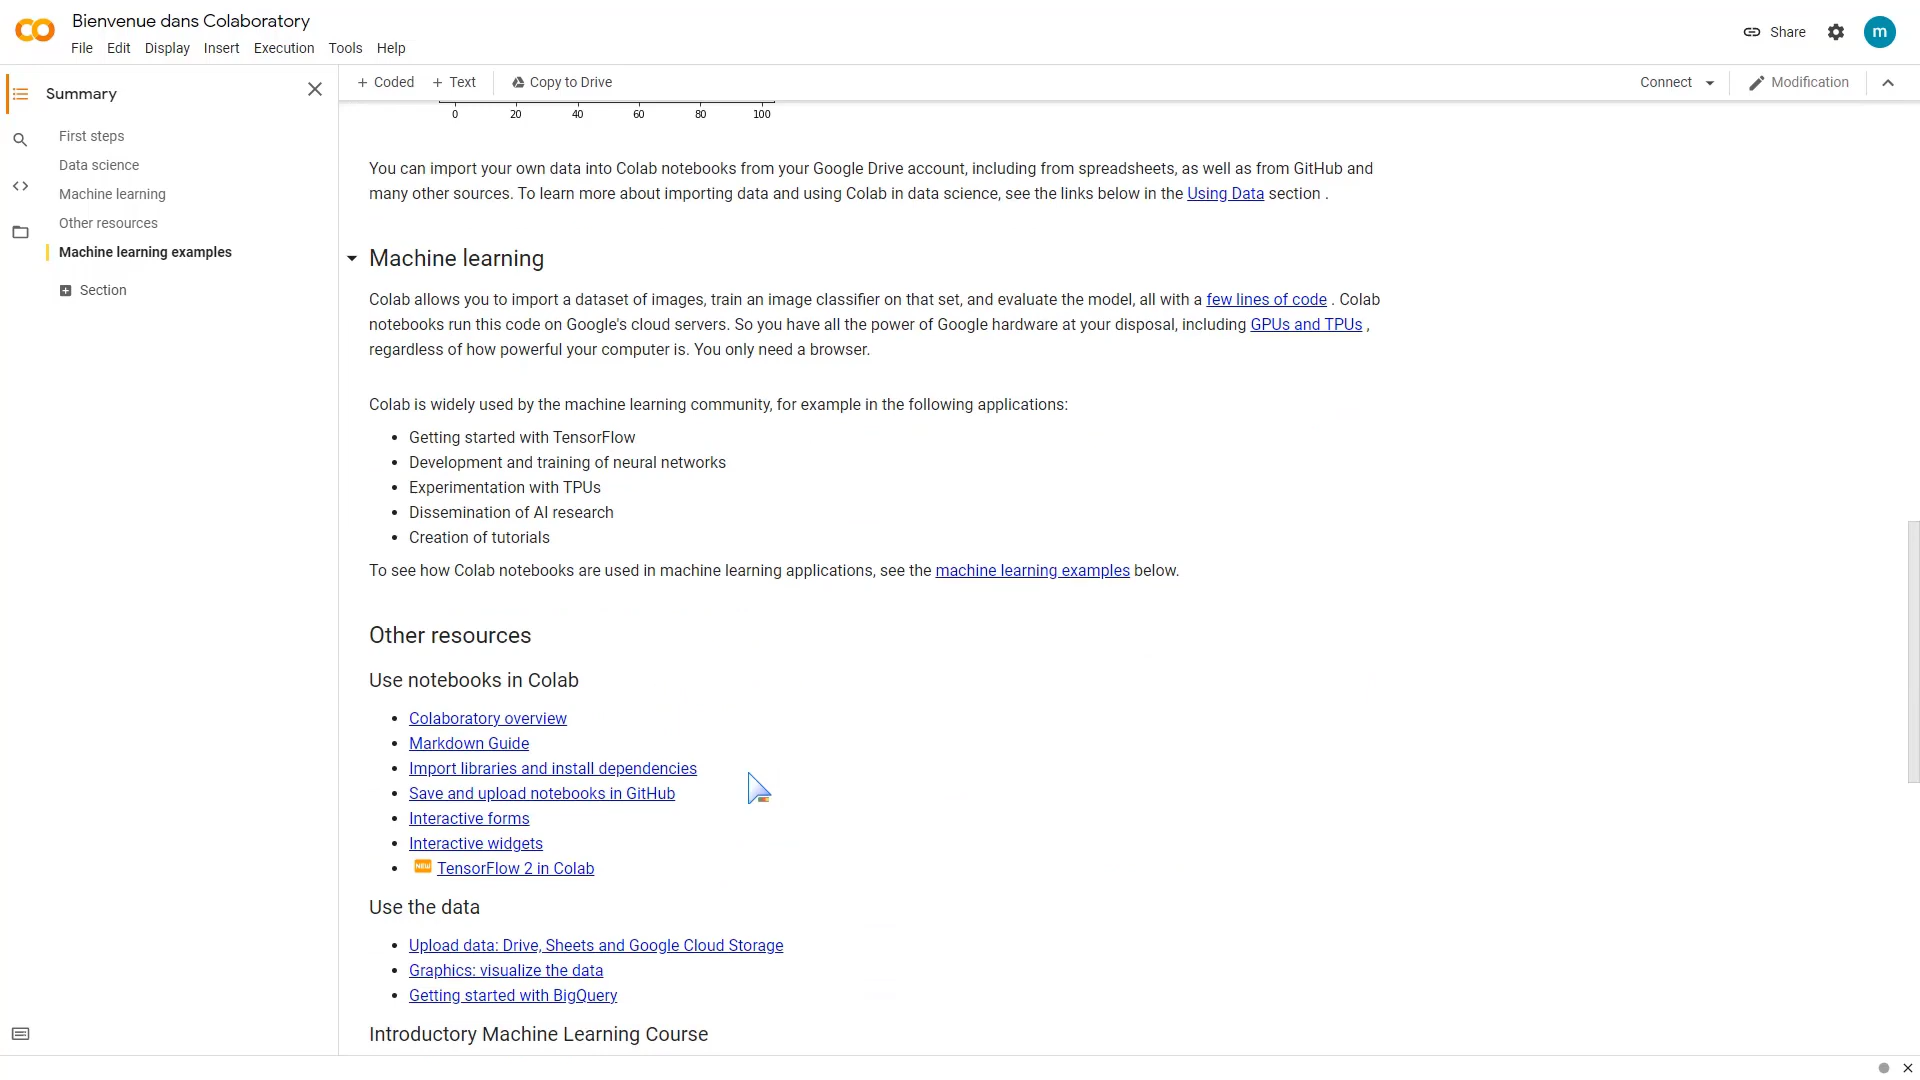 Bienvenue dans Colaboratory
File Edit Display Insert Execution Tools Help
Share
m
Summary
First steps
Data science
Machine learning
Other resources
Machine learning examples
Section
+ Coded + Text Copy to Drive
Connect Modification
0 20 40 60 80 100
You can import your own data into Colab notebooks from your Google Drive account, including from spreadsheets, as well as from GitHub and
many other sources. To learn more about importing data and using Colab in data science, see the links below in the Using Data section .
Machine learning
Colab allows you to import a dataset of images, train an image classifier on that set, and evaluate the model, all with a few lines of code . Colab
notebooks run this code on Google's cloud servers. So you have all the power of Google hardware at your disposal, including GPUs and TPUs ,
regardless of how powerful your computer is. You only need a browser.
Colab is widely used by the machine learning community, for example in the following applications:
• Getting started with TensorFlow
• Development and training of neural networks
• Experimentation with TPUs
• Dissemination of AI research
• Creation of tutorials
To see how Colab notebooks are used in machine learning applications, see the machine learning examples below.
Other resources
Use notebooks in Colab
• Colaboratory overview
• Markdown Guide
• Import libraries and install dependencies
• Save and upload notebooks in GitHub
• Interactive forms
• Interactive widgets
• NEW TensorFlow 2 in Colab
Use the data
• Upload data: Drive, Sheets and Google Cloud Storage
• Graphics: visualize the data
• Getting started with BigQuery
Introductory Machine Learning Course